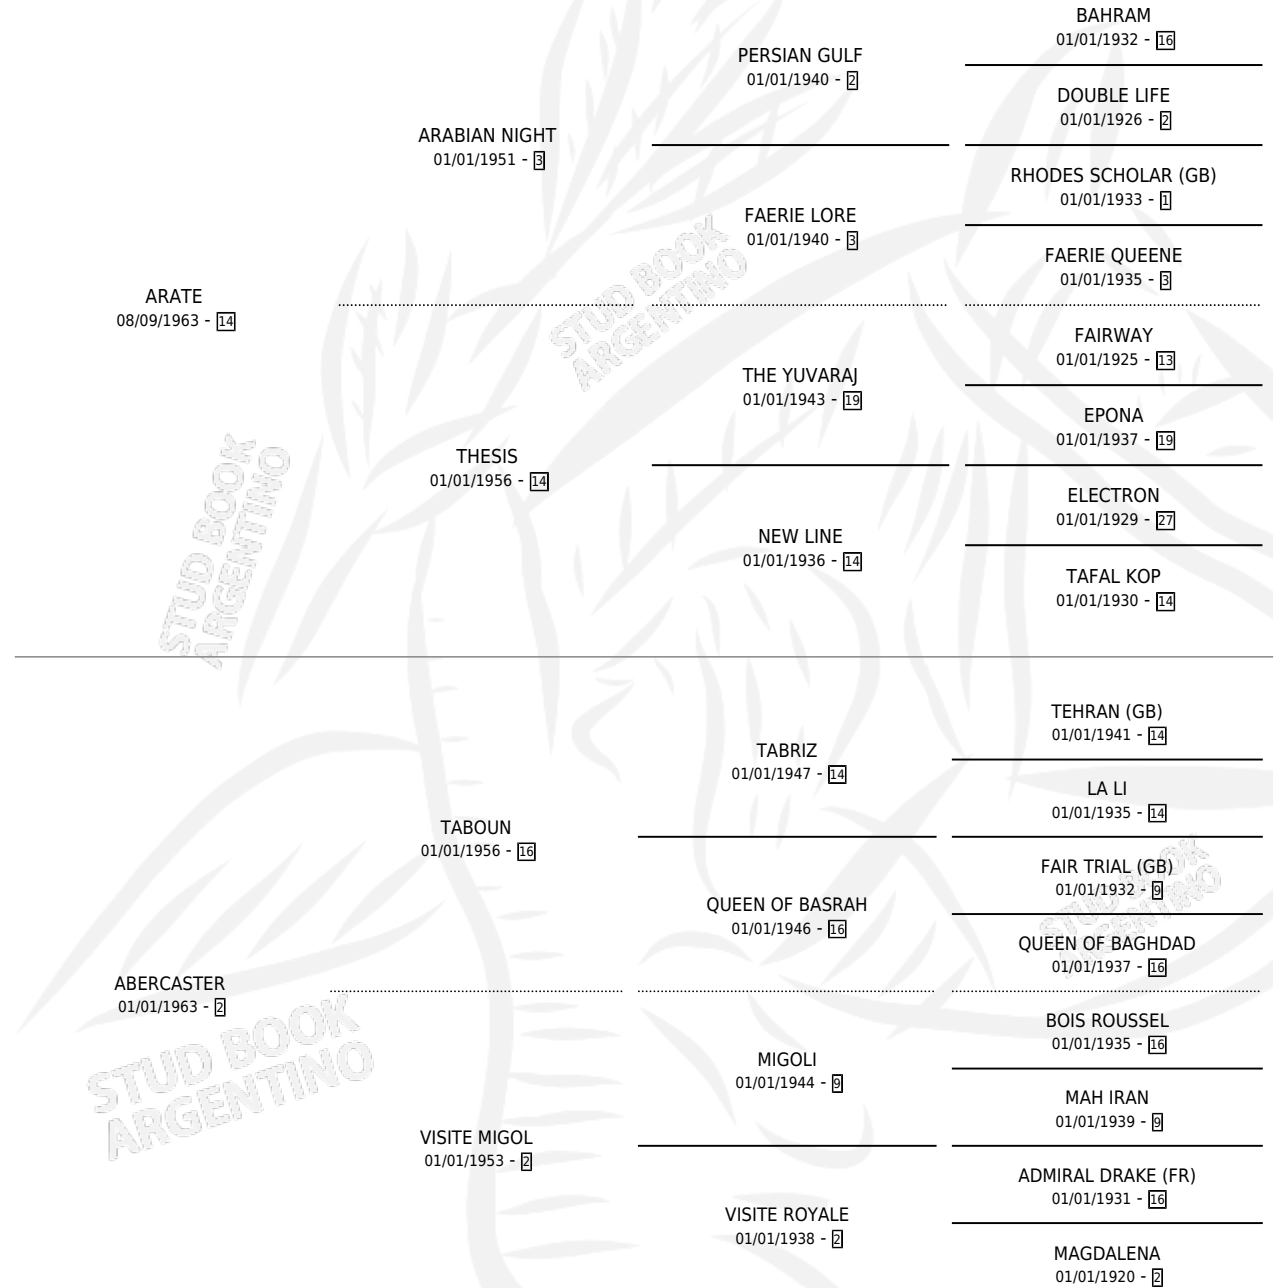 BAHRAM
01/01/1932 - 16
PERSIAN GULF
01/01/1940 - 2
DOUBLE LIFE
01/01/1926 - 2
ARABIAN NIGHT
01/01/1951 - 3
RHODES SCHOLAR (GB)
01/01/1933 - 1
FAERIE LORE
01/01/1940 - 3
FAERIE QUEENE
01/01/1935 - 3
ARATE
08/09/1963 - 14
STUD BOOK
ARGENTINO
FAIRWAY
01/01/1925 - 13
THE YUVARAJ
01/01/1943 - 19
EPONA
01/01/1937 - 19
THESIS
01/01/1956 - 14
ELECTRON
01/01/1929 - 27
NEW LINE
01/01/1936 - 14
TAFAL KOP
01/01/1930 - 14
STUD BOOK
ARGENTINO
TEHRAN (GB)
01/01/1941 - 14
TABRIZ
01/01/1947 - 14
LA LI
01/01/1935 - 14
TABOUN
01/01/1956 - 16
FAIR TRIAL (GB)
01/01/1932 - 9
QUEEN OF BASRAH
01/01/1946 - 16
STUD BOOK
ARGENTINO
QUEEN OF BAGHDAD
01/01/1937 - 16
ABERCASTER
01/01/1963 - 2
BOIS ROUSSEL
01/01/1935 - 16
MIGOLI
01/01/1944 - 9
STUD BOOK
ARGENTINO
MAH IRAN
01/01/1939 - 9
VISITE MIGOL
01/01/1953 - 2
ADMIRAL DRAKE (FR)
01/01/1931 - 16
VISITE ROYALE
01/01/1938 - 2
MAGDALENA
01/01/1920 - 2